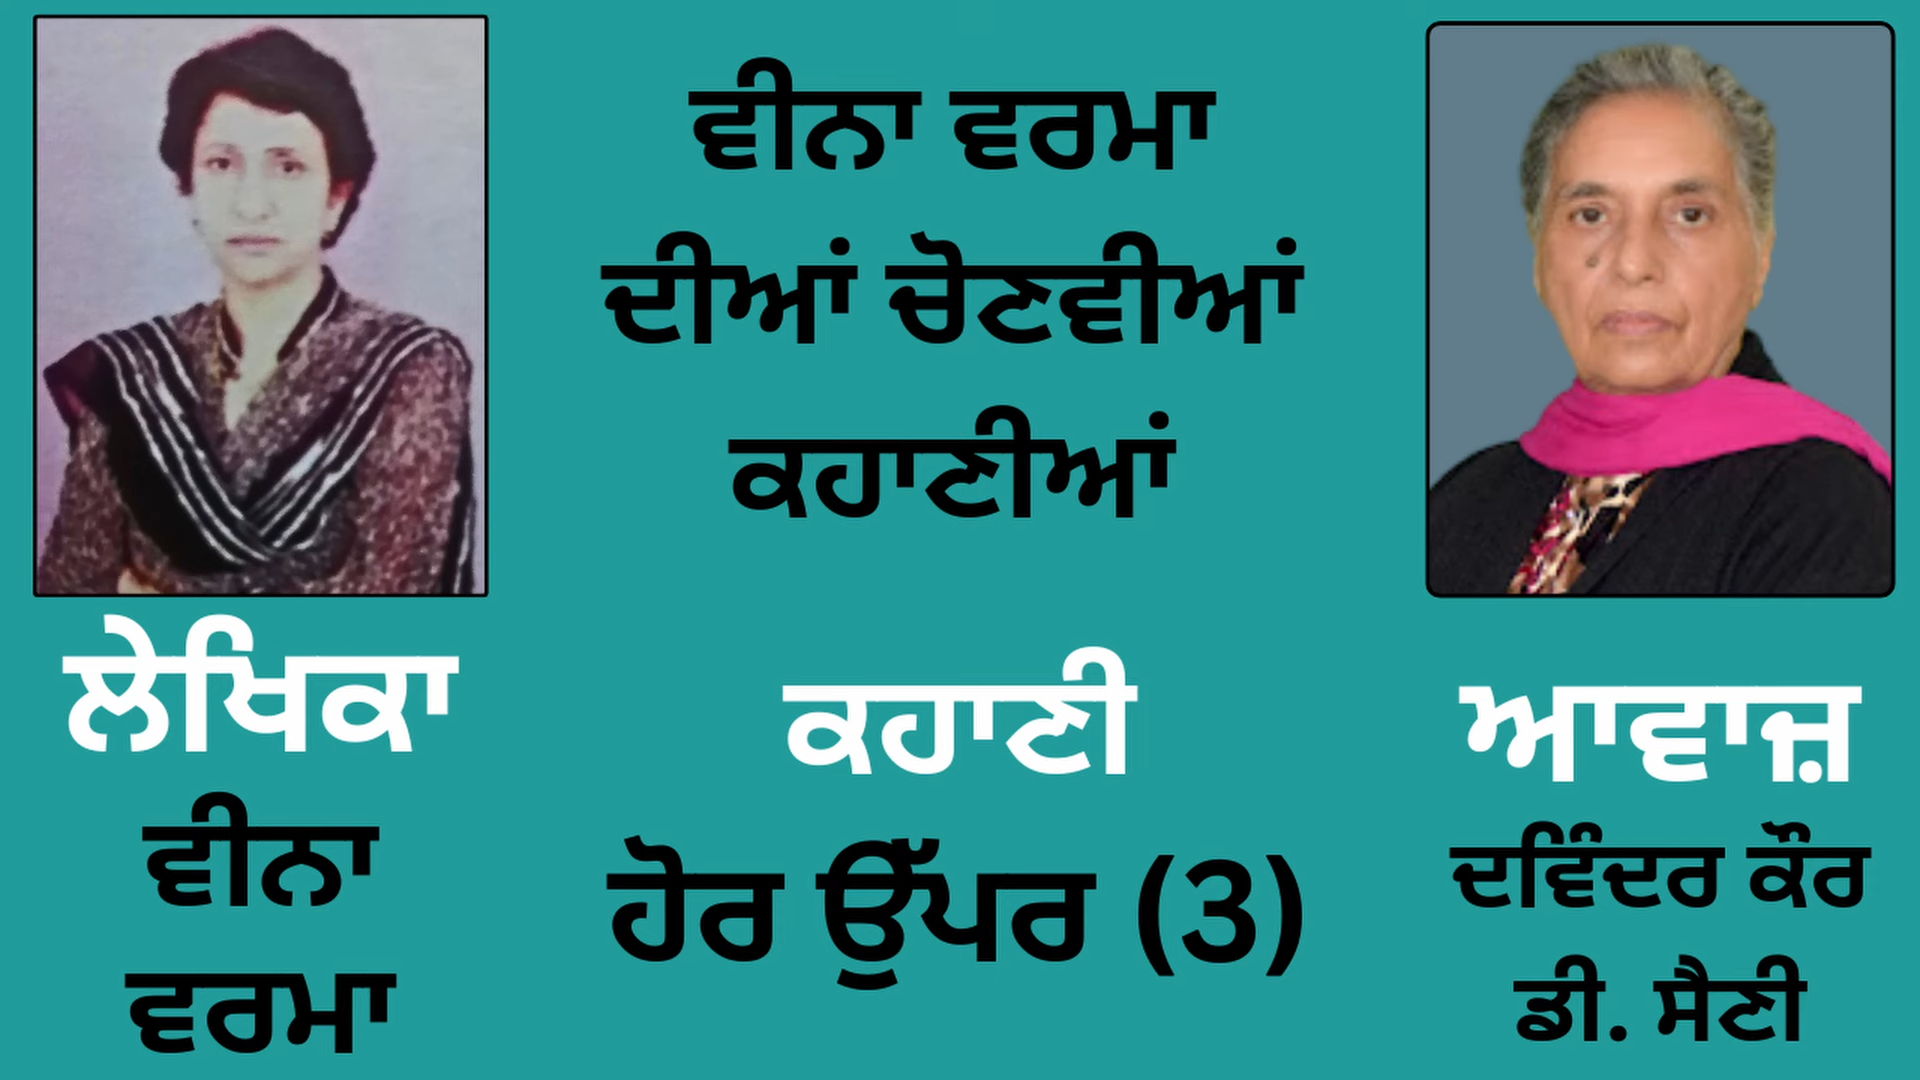 ਵੀਨਾ ਵਰਮਾ
ਦੀਆਂ ਚੋਣਵੀਆਂ
ਕਹਾਣੀਆਂ
ਲੇਖਿਕਾ
ਵੀਨਾ
ਵਰਮਾ
ਕਹਾਣੀ
ਹੋਰ ਉੱਪਰ (3)
ਆਵਾਜ਼
ਦਵਿੰਦਰ ਕੌਰ
ਡੀ. ਸੈਣੀ